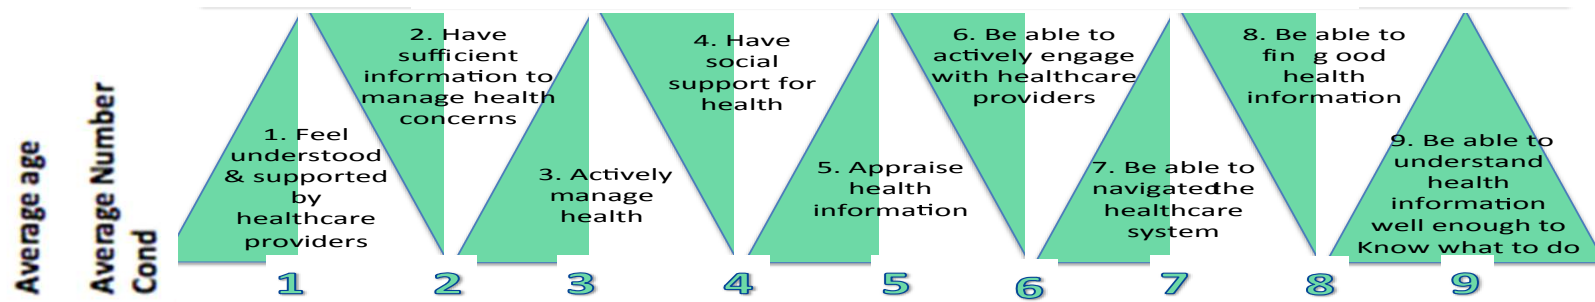 Average age
Average Number
Cond
1. Feel
understood
& supported
by
healthcare
providers
2. Have
sufficient
information to
manage health
concerns
3. Actively
manage
health
4. Have
social
support for
health
5. Appraise
health
information
6. Be able to
actively engage
with healthcare
providers
7. Be able to
navigatedthe
healthcare
system
8. Be able to
fin g ood
health
information
9. Be able to
understand
health
information
well enough to
Know what to do
1 2 3 4 5 6 7 8 9